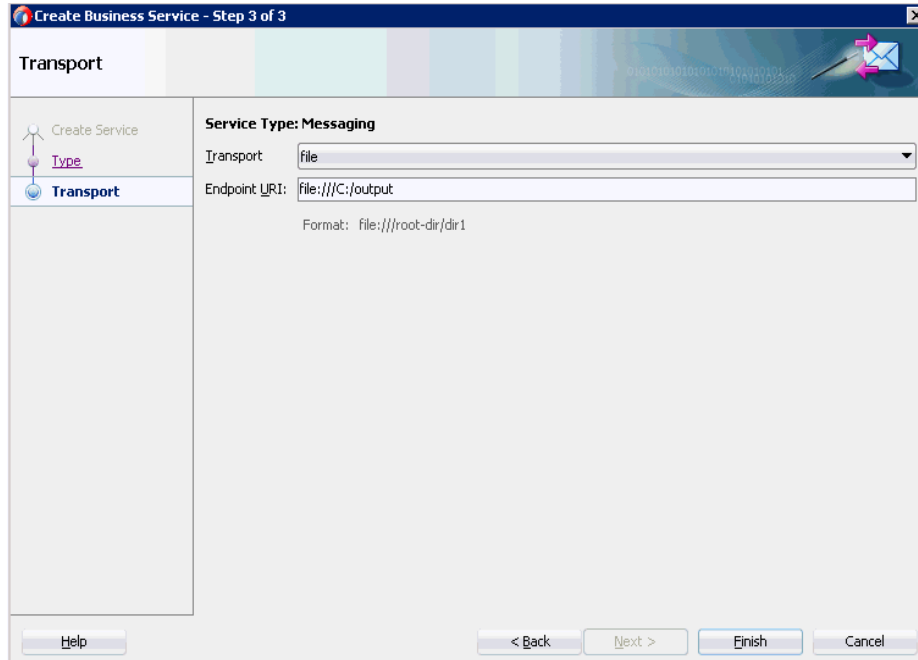 Create Business Service - Step 3 of 3
Transport
Create Service
Type
Transport
Service Type: Messaging
Transport file
Endpoint URI: file:///C:/output
Format: file:///root-dir/dir1
Help < Back Next > Finish Cancel